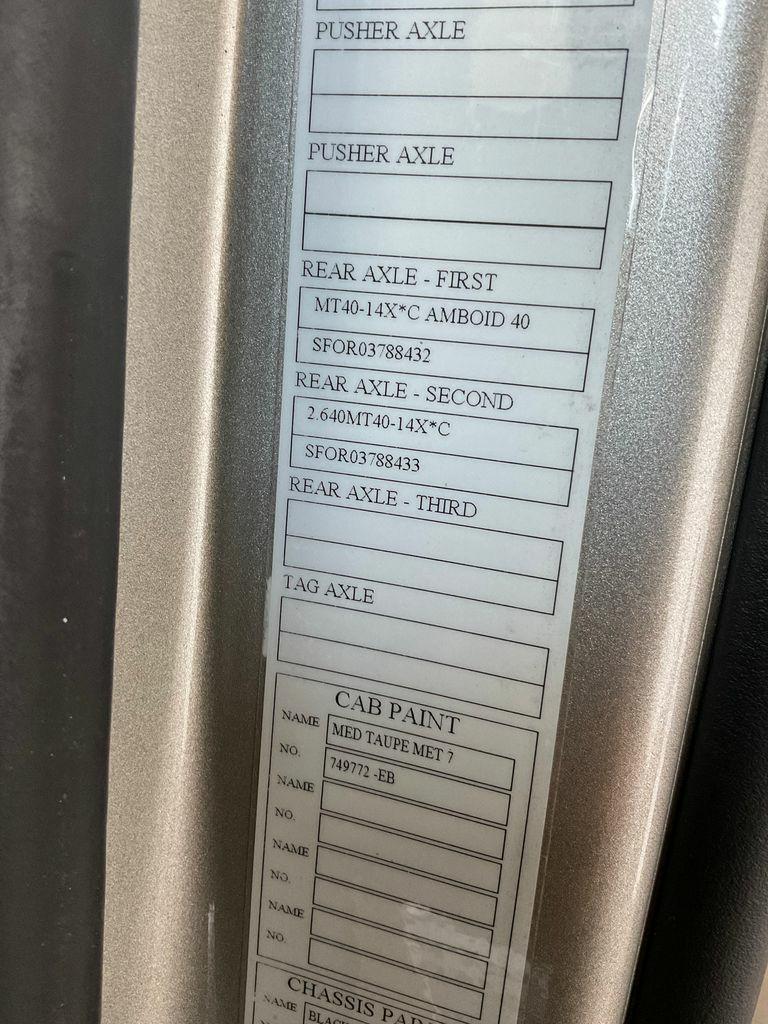 PUSHER AXLE
PUSHER AXLE
REAR AXLE - FIRST
MT40-14X*C AMBOID 40
SFOR03788432
REAR AXLE - SECOND
2.640MT40-14X*C
SFOR03788433
REAR AXLE - THIRD
TAG AXLE
CAB PAINT
NAME MED TAUPE MET 7
NO. 749772 -EB
NAME
NO.
NAME
NO.
NAME
NO.
CHASSIS
NAME